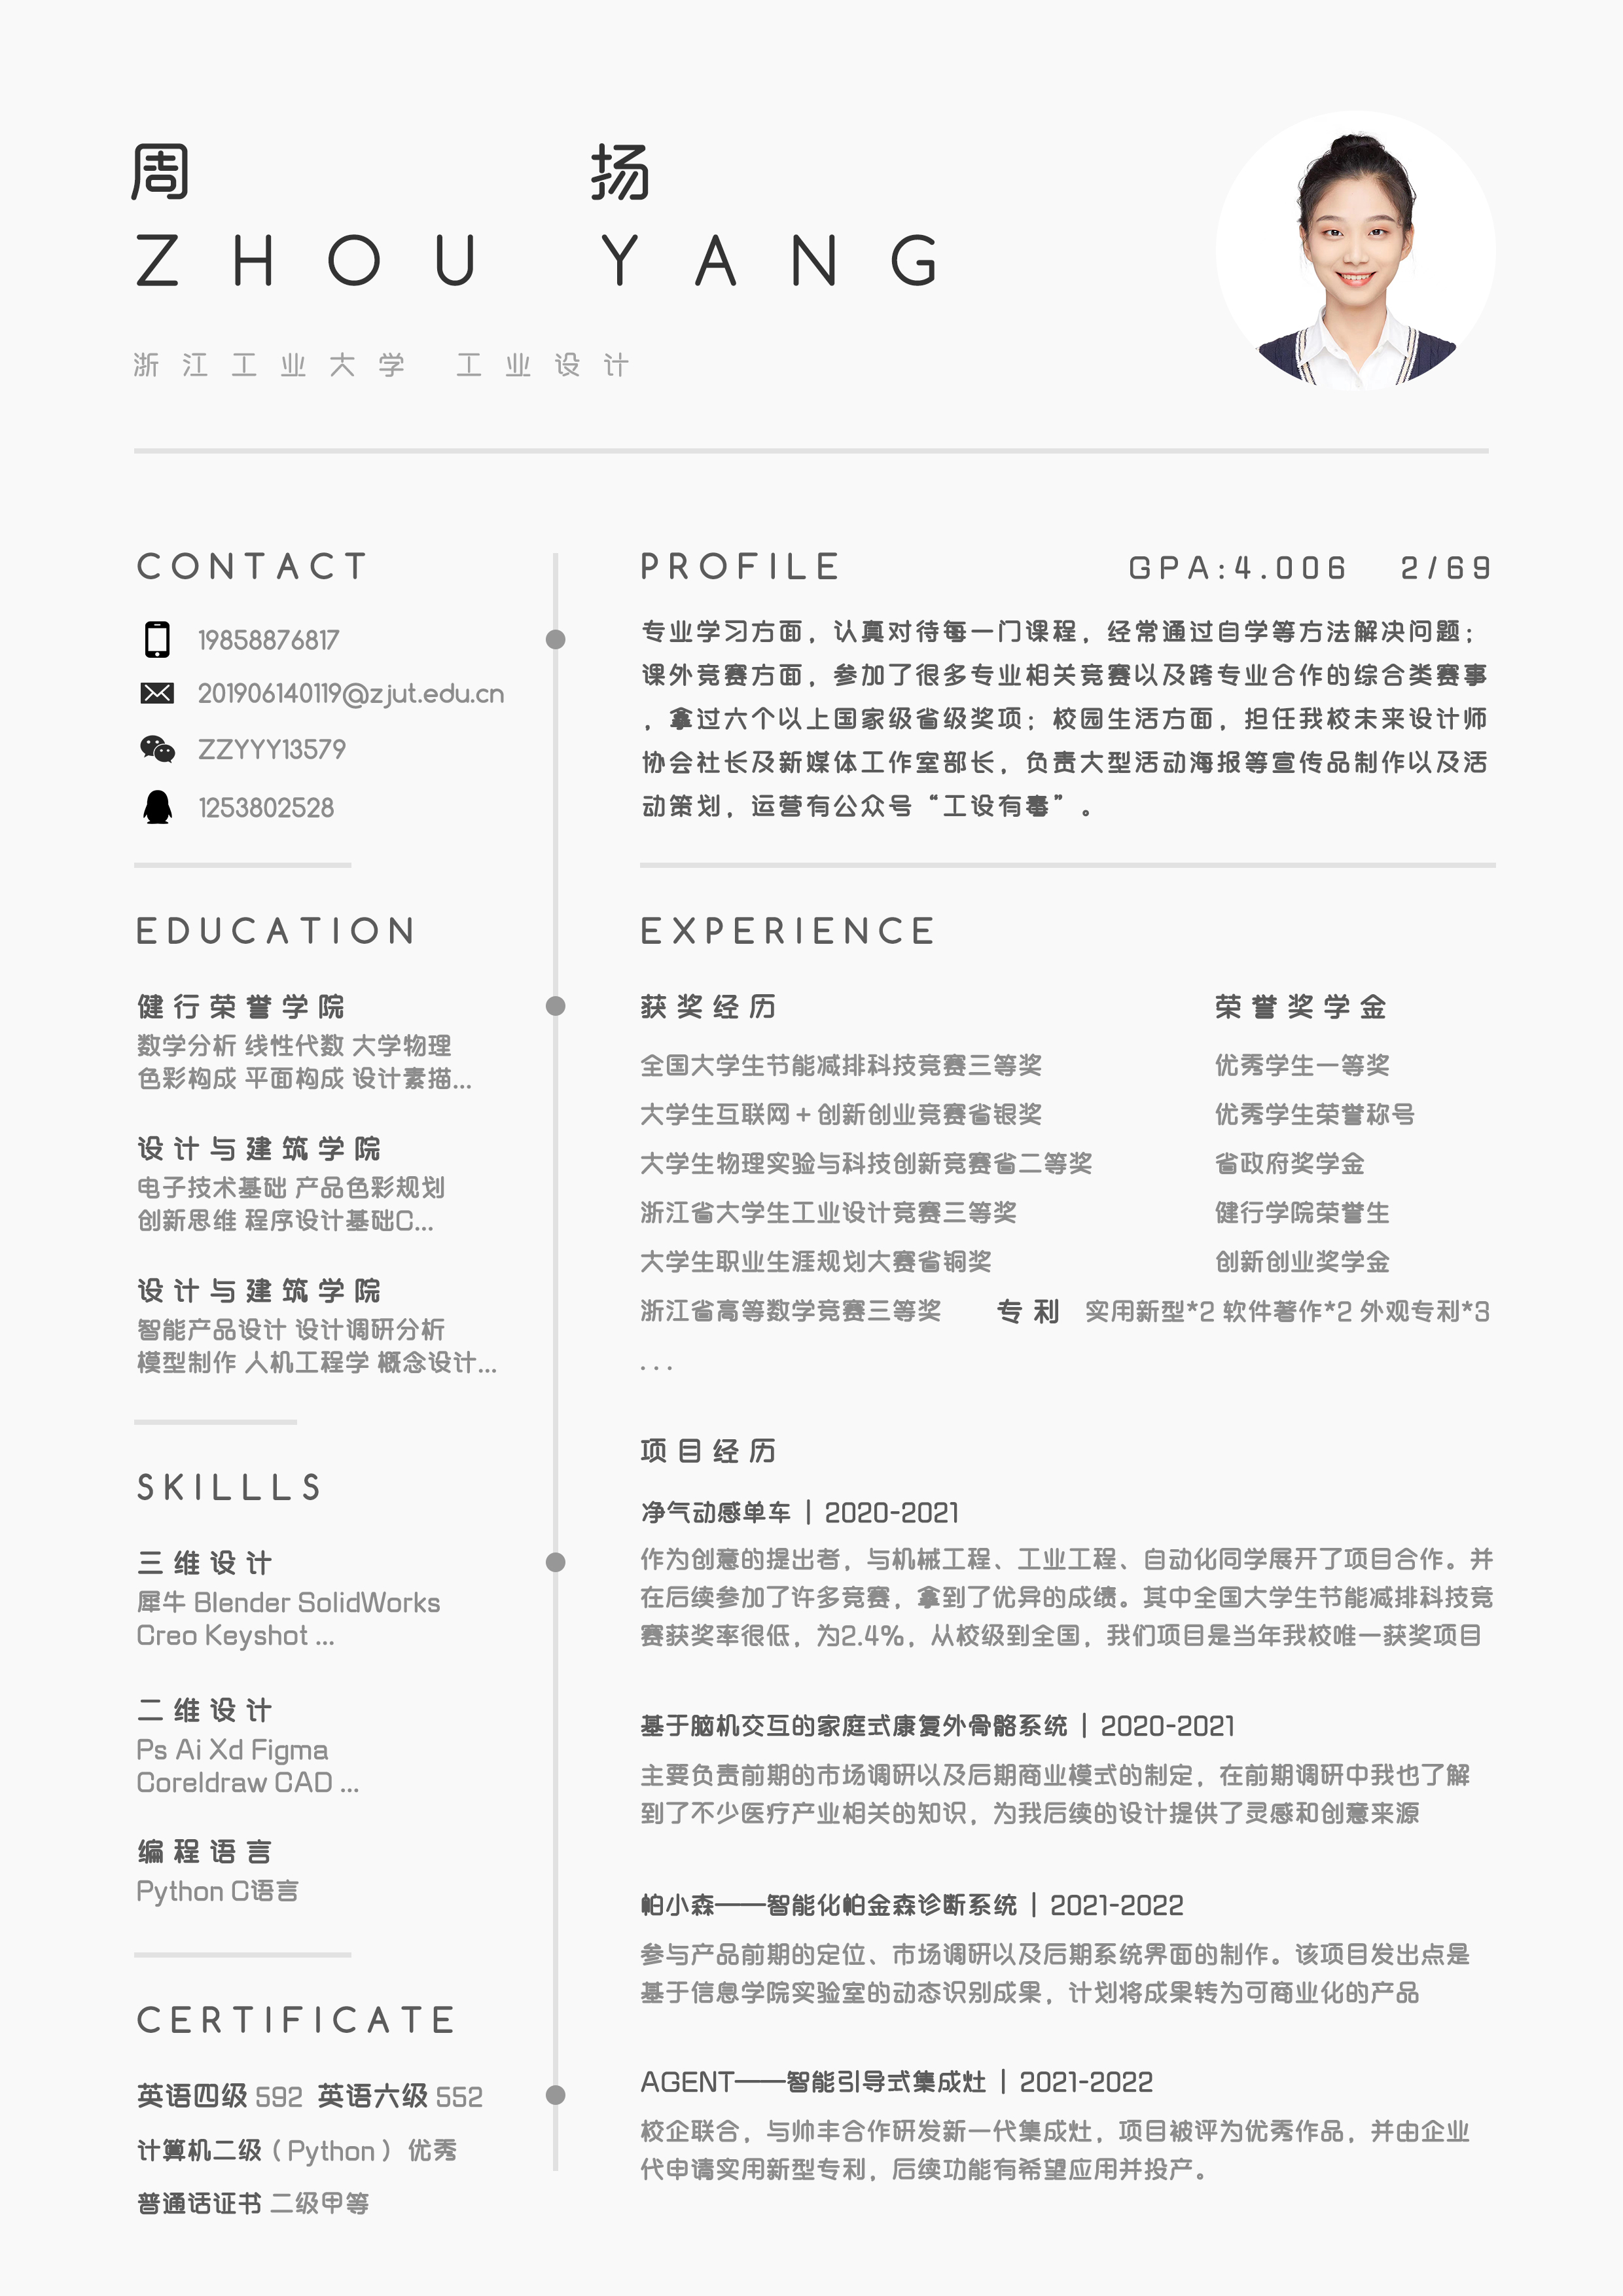 周 扬
ZHOU YANG
浙江工业大学 工业设计
CONTACT
19858876817
201906140119@zjut.edu.cn
ZZYYY13579
1253802528
EDUCATION
健行荣誉学院
数学分析 线性代数 大学物理
色彩构成 平面构成 设计素描...
设计与建筑学院
电子技术基础 产品色彩规划
创新思维 程序设计基础C...
设计与建筑学院
智能产品设计 设计调研分析
模型制作 人机工程学 概念设计...
SKILLLS
三维设计
犀牛 Blender SolidWorks
Creo Keyshot ...
二维设计
Ps Ai Xd Figma
Coreldraw CAD ...
编程语言
Python C语言
CERTIFICATE
英语四级 592 英语六级 552
计算机二级（Python） 优秀
普通话证书 二级甲等
PROFILE GPA:4.006 2/69
专业学习方面，认真对待每一门课程，经常通过自学等方法解决问题；
课外竞赛方面，参加了很多专业相关竞赛以及跨专业合作的综合类赛事
，拿过六个以上国家级省级奖项；校园生活方面，担任我校未来设计师
协会社长及新媒体工作室部长，负责大型活动海报等宣传品制作以及活
动策划，运营有公众号“工设有毒”。
EXPERIENCE
获奖经历
全国大学生节能减排科技竞赛三等奖
大学生互联网＋创新创业竞赛省银奖
大学生物理实验与科技创新竞赛省二等奖
浙江省大学生工业设计竞赛三等奖
大学生职业生涯规划大赛省铜奖
浙江省高等数学竞赛三等奖
...
荣誉奖学金
优秀学生一等奖
优秀学生荣誉称号
省政府奖学金
健行学院荣誉生
创新创业奖学金
专利 实用新型*2 软件著作*2 外观专利*3
项目经历
净气动感单车 | 2020-2021
作为创意的提出者，与机械工程、工业工程、自动化同学展开了项目合作。并
在后续参加了许多竞赛，拿到了优异的成绩。其中全国大学生节能减排科技竞
赛获奖率很低，为2.4%，从校级到全国，我们项目是当年我校唯一获奖项目
基于脑机交互的家庭式康复外骨骼系统 | 2020-2021
主要负责前期的市场调研以及后期商业模式的制定，在前期调研中我也了解
到了不少医疗产业相关的知识，为我后续的设计提供了灵感和创意来源
帕小森——智能化帕金森诊断系统 | 2021-2022
参与产品前期的定位、市场调研以及后期系统界面的制作。该项目发出点是
基于信息学院实验室的动态识别成果，计划将成果转为可商业化的产品
AGENT——智能引导式集成灶 | 2021-2022
校企联合，与帅丰合作研发新一代集成灶，项目被评为优秀作品，并由企业
代申请实用新型专利，后续功能有希望应用并投产。